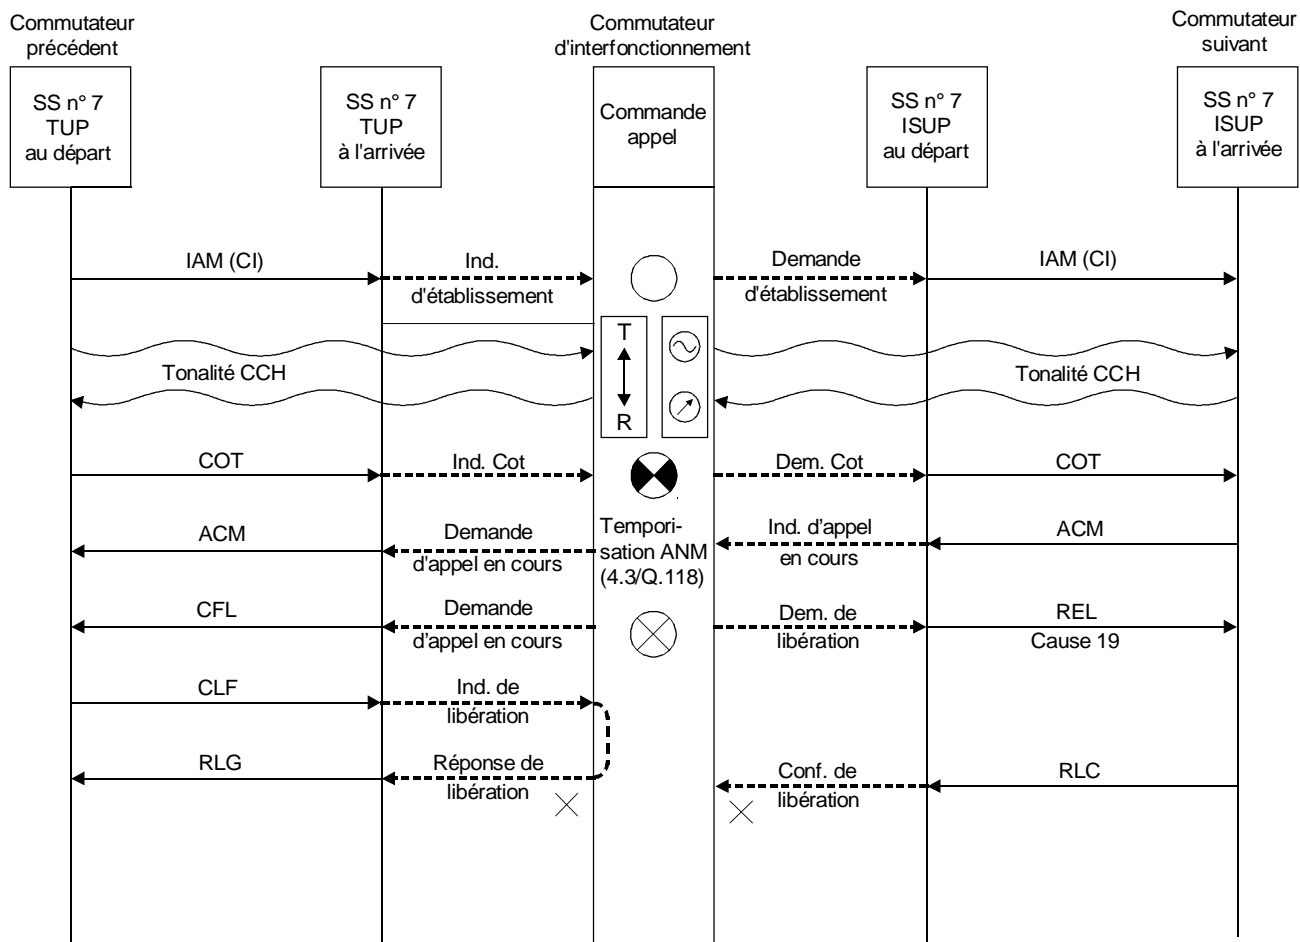 Commutateur
précédent
Commutateur
d'interfonctionnement
Commutateur
suivant
SS n° 7
TUP
au départ
SS n° 7
TUP
à l'arrivée
Commande
appel
SS n° 7
ISUP
au départ
SS n° 7
ISUP
à l'arrivée
IAM (CI)
Ind.
d'établissement
Demande
d'établissement
IAM (CI)
Tonalité CCH
T
R
Tonalité CCH
COT
Ind. Cot
Dem. Cot
COT
ACM
Demande
d'appel en cours
Tempori-
sation ANM
(4.3/Q.118)
Ind. d’appel
en cours
ACM
CFL
Demande
d’appel en cours
Dem. de
libération
REL
Cause 19
CLF
Ind. de
libération
RLG
Réponse de
libération
Conf. de
libération
RLC